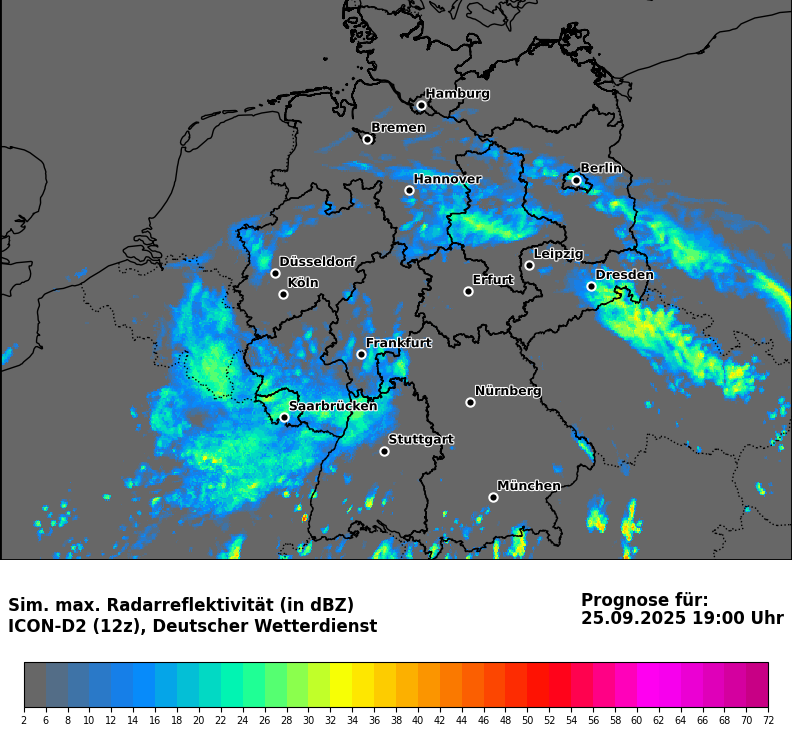 Hamburg
Bremen
Berlin
Hannover
Leipzig
Düsseldorf
Dresden
Köln
Erfurt
Frankfurt
Nürnberg
Saarbrücken
Stuttgart
München
Sim. max. Radarreflektivität (in dBZ)
ICON-D2 (12z), Deutscher Wetterdienst
Prognose für:
25.09.2025 19:00 Uhr
2 6 8 10 12 14 16 18 20 22 24 26 28 30 32 34 36 38 40 42 44 46 48 50 52 54 56 58 60 62 64 66 68 70 72